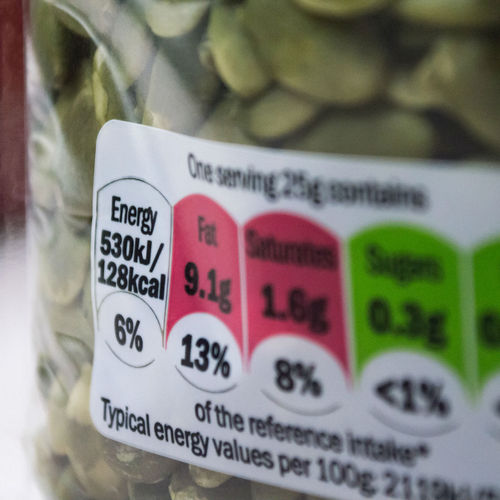 One serving 25g contains
Energy
530kJ/
128kcal
6%
Fat
9.1g
13%
Saturates
1.6g
8%
Sugars
0.3g
<1%
of the reference intake*
Typical energy values per 100g: